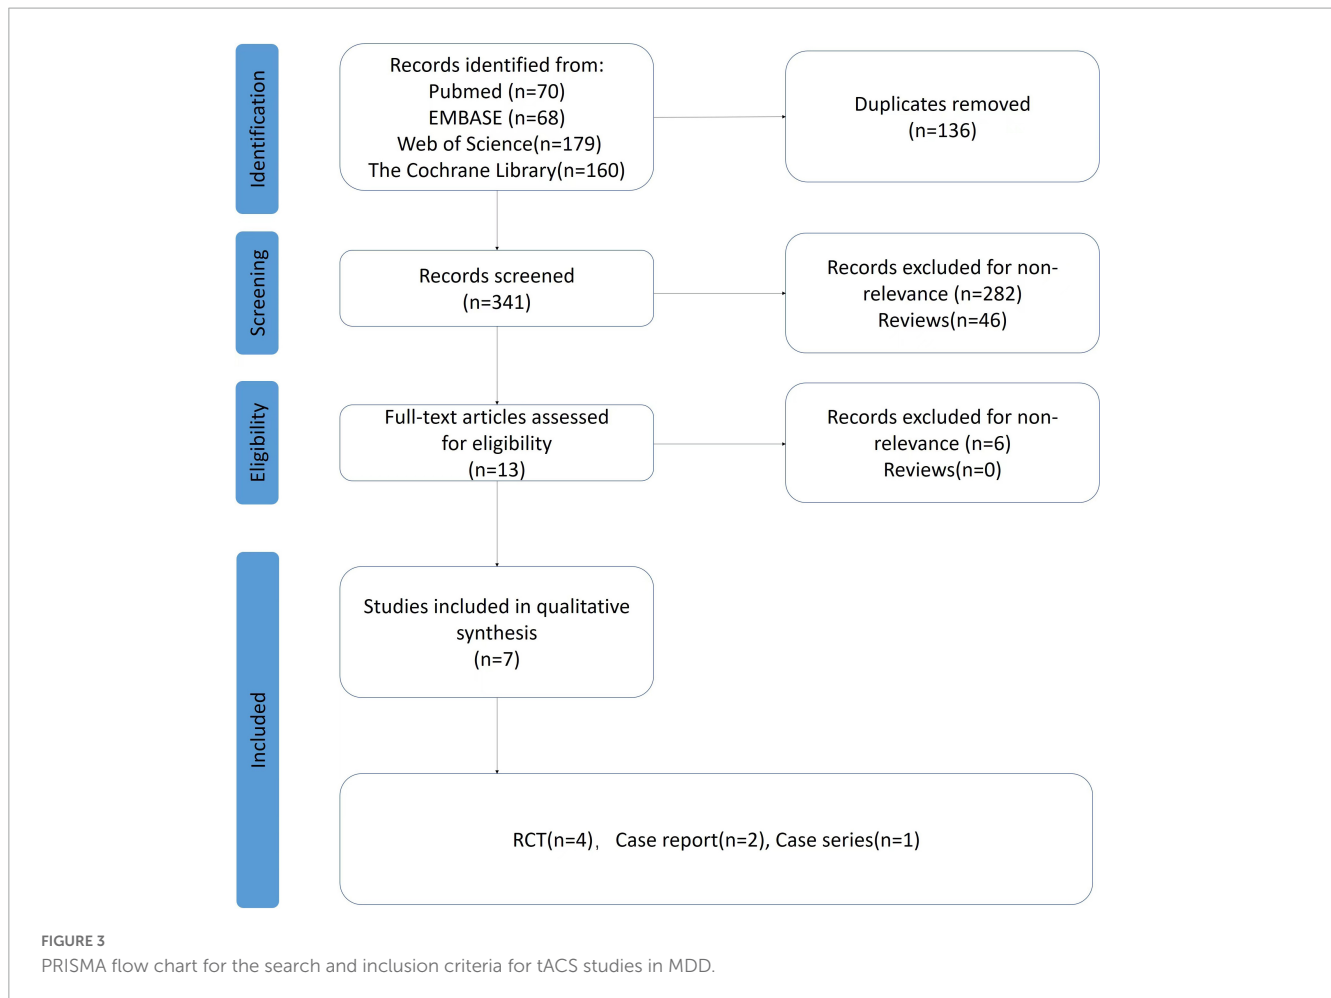 Identification
Records identified from:
Pubmed (n=70)
EMBASE (n=68)
Web of Science(n=179)
The Cochrane Library(n=160)
Duplicates removed
(n=136)
Screening
Records screened
(n=341)
Records excluded for non-
relevance (n=282)
Reviews(n=46)
Eligibility
Full-text articles assessed
for eligibility
(n=13)
Records excluded for non-
relevance (n=6)
Reviews(n=0)
Included
Studies included in qualitative
synthesis
(n=7)
RCT(n=4)，Case report(n=2), Case series(n=1)
FIGURE 3
PRISMA flow chart for the search and inclusion criteria for tACS studies in MDD.